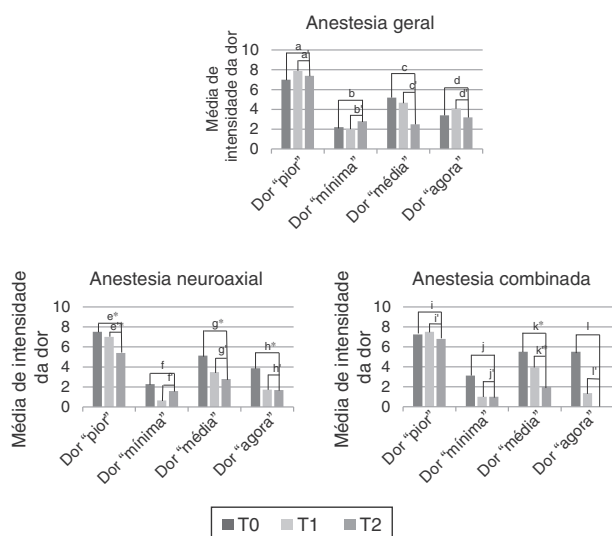 Anestesia geral
Média de
intensidade da dor
10
8
6
4
2
0
a
a'
b
b'
c
c'
d
d'
Dor “pior”
Dor “mínima”
Dor “média”
Dor “agora”
Anestesia neuroaxial
Média de intensidade
da dor
10
8
6
4
2
0
e*
e'*
f
f'
g*
g'
h*
h'
Dor “pior”
Dor “mínima”
Dor “média”
Dor “agora”
Anestesia combinada
Média de intensidade
da dor
10
8
6
4
2
0
i
i'
j
j'
k*
k'*
l
l'
Dor “pior”
Dor “mínima”
Dor “média”
Dor “agora”
T0 T1 T2